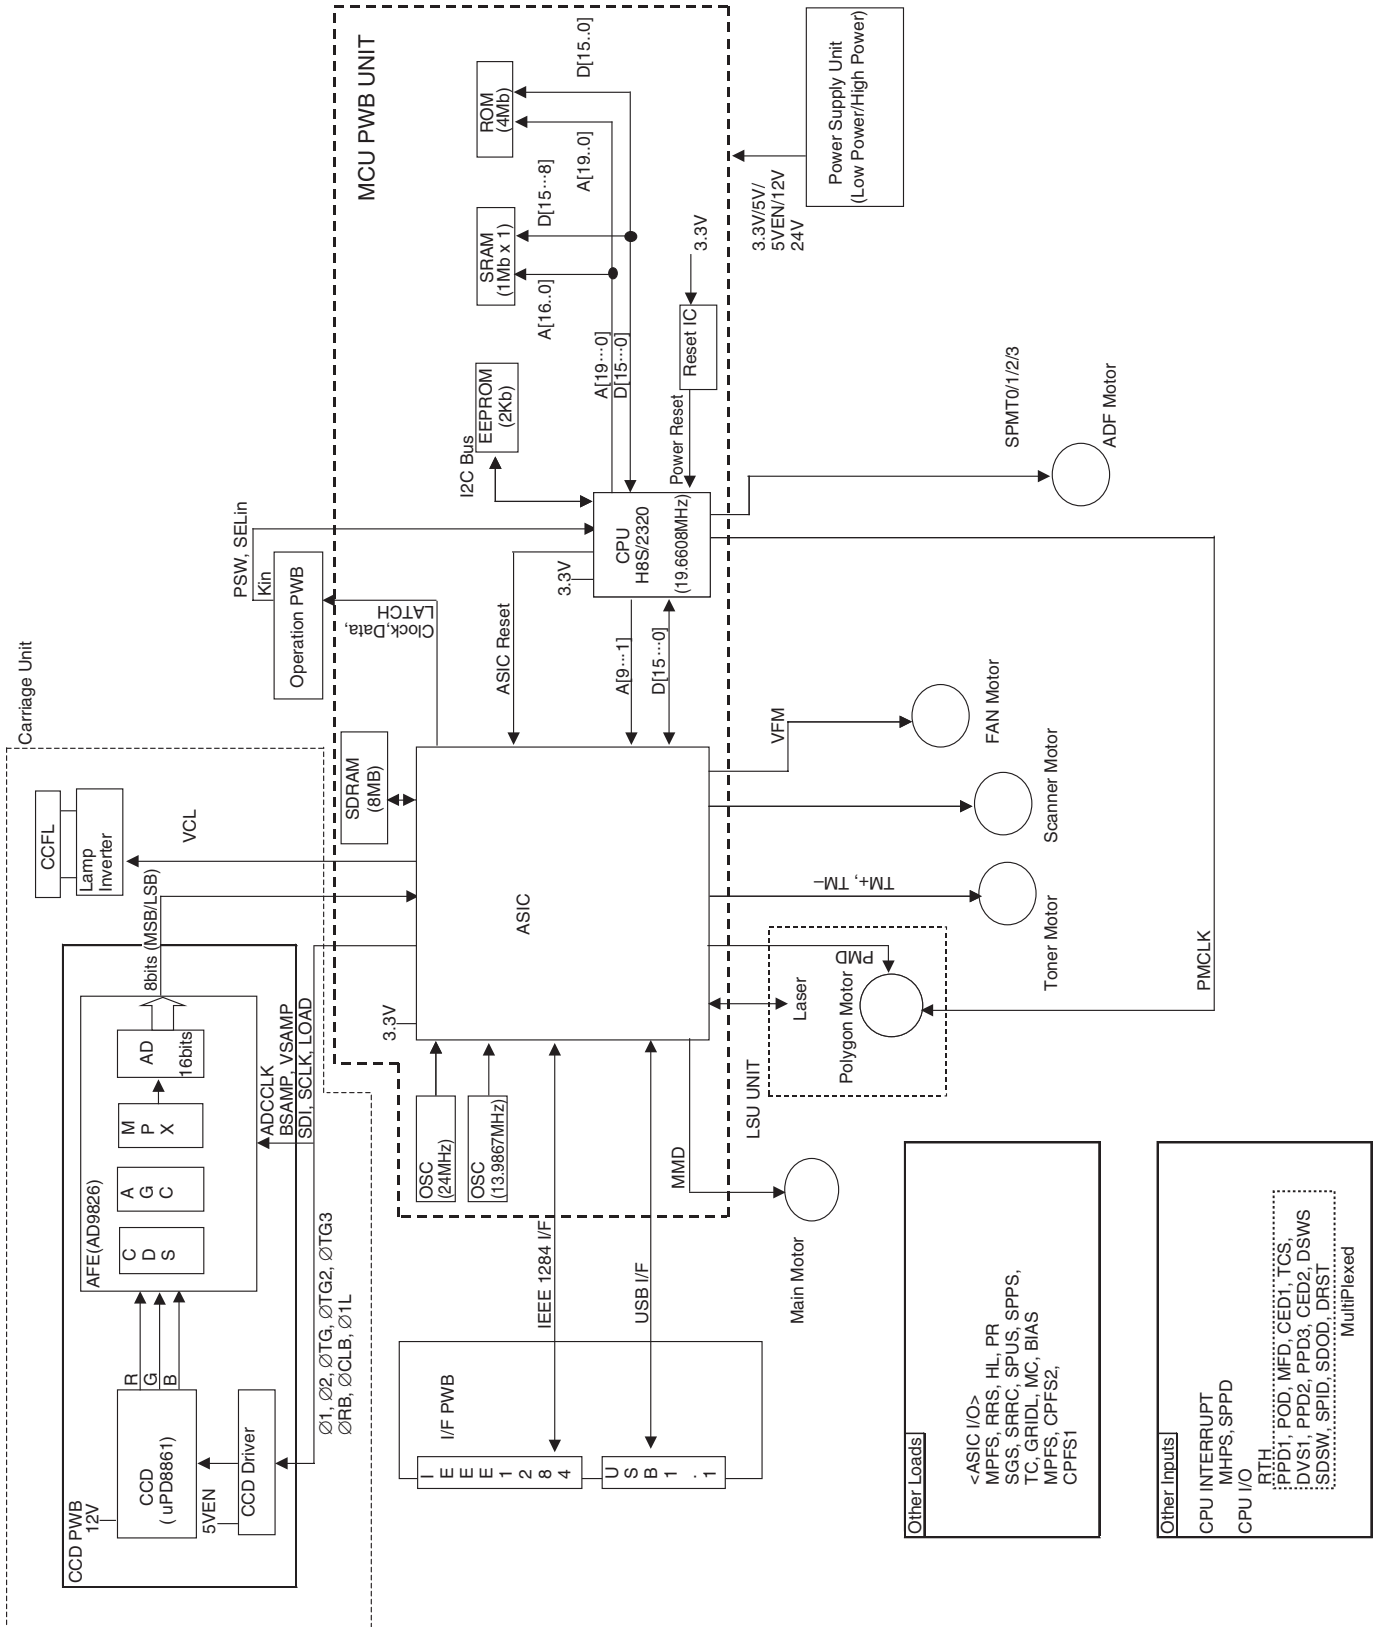 Carriage Unit
CCD PWB
12V
CCD
( uPD8861)
5VEN
CCD Driver
R
G
B
AFE(AD9826)
C
D
S
A
G
C
M
P
X
AD
16bits
8bits (MSB/LSB)
ADCCLK
BSAMP, VSAMP
SDI, SCLK, LOAD
Ø1, Ø2, ØTG, ØTG2, ØTG3
ØRB, ØCLB, Ø1L
CCFL
Lamp
Inverter
VCL
Operation PWB
PSW, SELin
Kin
Clock,Data,
LATCH
MCU PWB UNIT
SDRAM
(8MB)
3.3V
ASIC
OSC
(24MHz)
OSC
(13.9867MHz)
ASIC Reset
A[9···1]
D[15···0]
3.3V
CPU
H8S/2320
(19.6608MHz)
I2C Bus
EEPROM
(2Kb)
A[19···0]
D[15···0]
SRAM
(1Mb x 1)
A[16..0]
D[15···8]
ROM
(4Mb)
A[19..0]
D[15..0]
Power Reset
Reset IC
3.3V
3.3V/5V/
5VEN/12V
24V
Power Supply Unit
(Low Power/High Power)
I/F PWB
I
E
E
E
1
2
8
4
U
S
B
1
.
1
IEEE 1284 I/F
USB I/F
MMD
Main Motor
LSU UNIT
Laser
Polygon Motor
PMD
TM+, TM–
Toner Motor
Scanner Motor
VFM
FAN Motor
SPMT0/1/2/3
ADF Motor
PMCLK
Other Loads
<ASIC I/O>
MPFS, RRS, HL, PR
SGS, SRRC, SPUS, SPPS,
TC, GRIDL, MC, BIAS
MPFS, CPFS2,
CPFS1
Other Inputs
CPU INTERRUPT
MHPS, SPPD
CPU I/O
RTH
PPD1, POD, MFD, CED1, TCS,
DVS1, PPD2, PPD3, CED2, DSWS
SDSW, SPID, SDOD, DRST
MultiPlexed